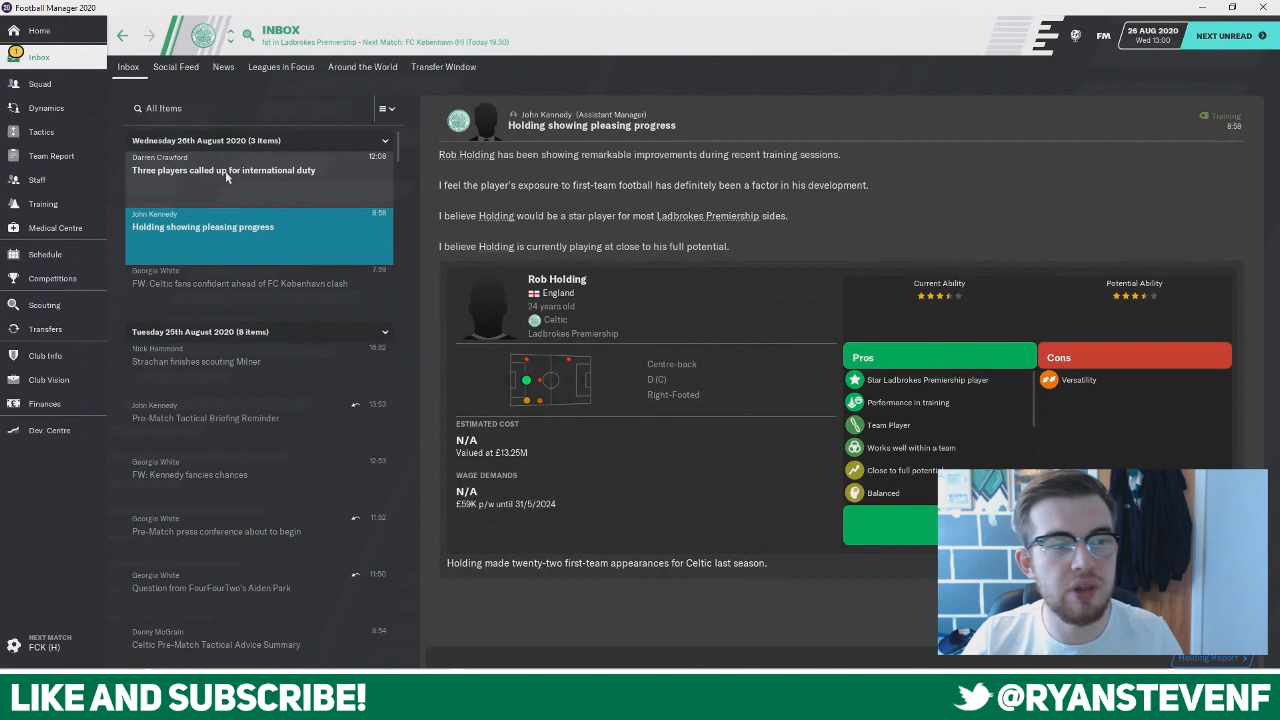 Football Manager 2020
Home
1
Inbox
Squad
Dynamics
Tactics
Team Report
Staff
Training
Medical Centre
Schedule
Competitions
Scouting
Transfers
Club Info
Club Vision
Finances
Dev. Centre
NEXT MATCH
FCK (H)
INBOX
1st in Ladbrokes Premiership - Next Match: FC København (H) (Today 19:30)
FM
26 AUG 2020
Wed 13:00
NEXT UNREAD
Inbox
Social Feed
News
Leagues in Focus
Around the World
Transfer Window
All Items
Wednesday 26th August 2020 (3 items)
Darren Crawford 12:08
Three players called up for international duty
John Kennedy 8:58
Holding showing pleasing progress
Georgia White 7:59
FW: Celtic fans confident ahead of FC København clash
Tuesday 25th August 2020 (8 items)
Nick Hammond 16:52
Strachan finishes scouting Milner
John Kennedy 13:53
Pre-Match Tactical Briefing Reminder
Georgia White 12:53
FW: Kennedy fancies chances
Georgia White 11:52
Pre-Match press conference about to begin
Georgia White 11:50
Question from FourFourTwo's Aiden Park
Danny McGrain 8:54
Celtic Pre-Match Tactical Advice Summary
John Kennedy (Assistant Manager)
Holding showing pleasing progress
Training
8:58
Rob Holding has been showing remarkable improvements during recent training sessions.
I feel the player's exposure to first-team football has definitely been a factor in his development.
I believe Holding would be a star player for most Ladbrokes Premiership sides.
I believe Holding is currently playing at close to his full potential.
Rob Holding
England
24 years old
Celtic
Ladbrokes Premiership
Centre-back
D (C)
Right-Footed
ESTIMATED COST
N/A
Valued at £13.25M
WAGE DEMANDS
N/A
£59K p/w until 31/5/2024
Current Ability
Potential Ability
Pros
Star Ladbrokes Premiership player
Performance in training
Team Player
Works well within a team
Close to full potential
Balanced
Cons
Versatility
Holding made twenty-two first-team appearances for Celtic last season.
Holding Report
LIKE AND SUBSCRIBE!
@RYANSTEVENF